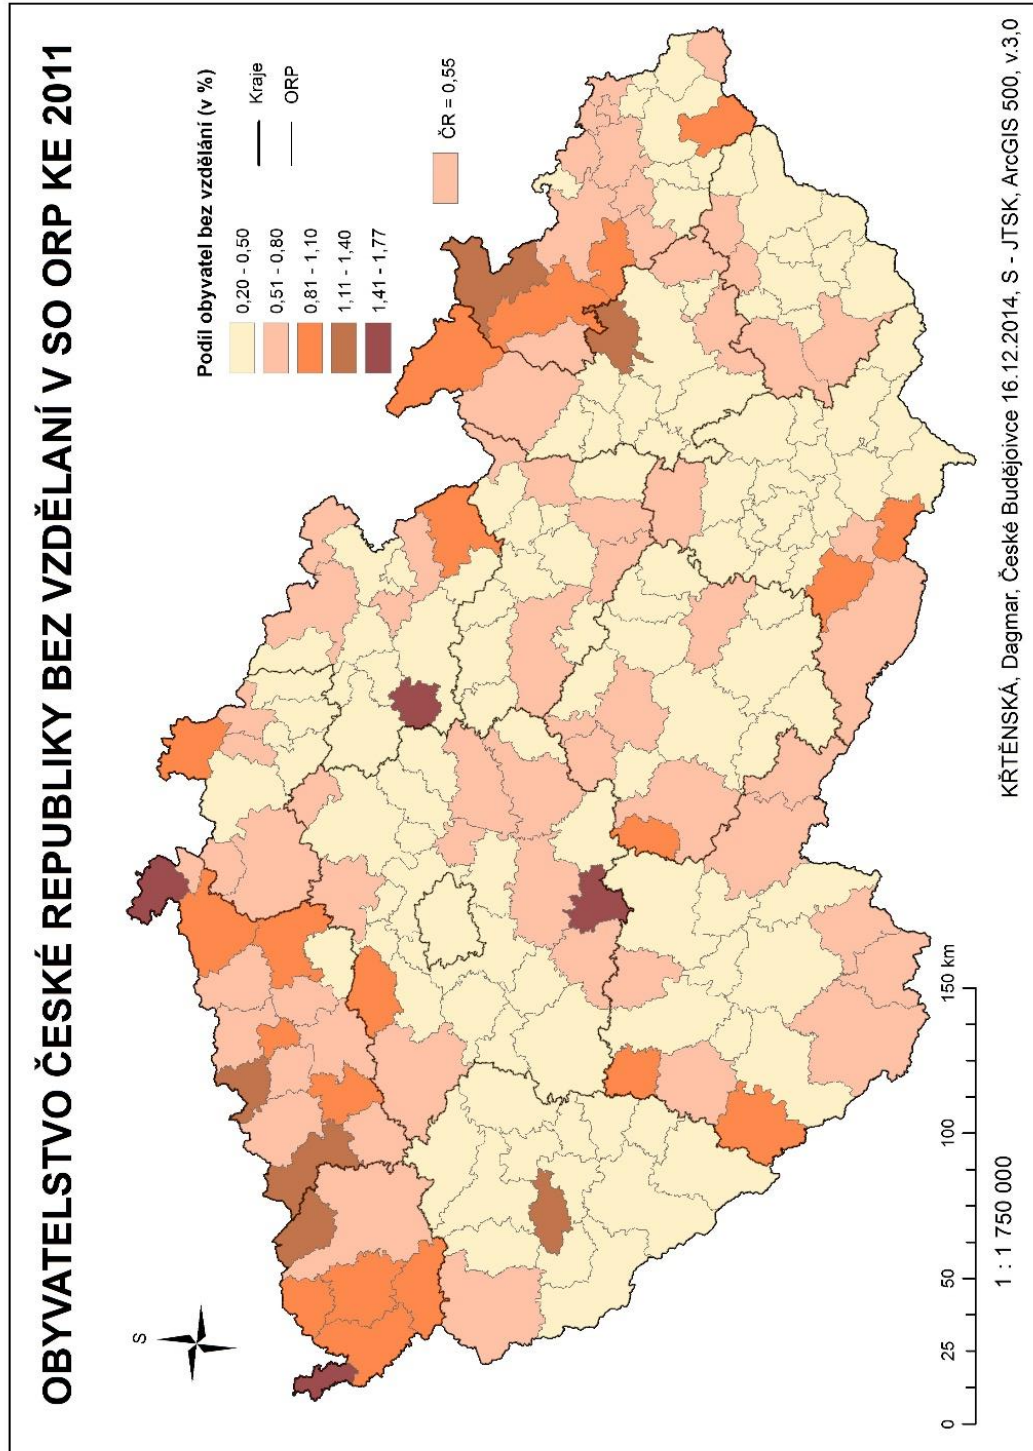 OBYVATELSTVO ČESKÉ REPUBLIKY BEZ VZDĚLANÍ V SO ORP KE 2011
S
Podíl obyvatel bez vzdělání (v %)
0,20 - 0,50
0,51 - 0,80
0,81 - 1,10
1,11 - 1,40
1,41 - 1,77
Kraje
ORP
ČR = 0,55
0 25 50 100 150 km
1 : 1 750 000
KŘTĚNSKÁ, Dagmar, České Budějoivce 16.12.2014, S - JTSK, ArcGIS 500, v.3,0